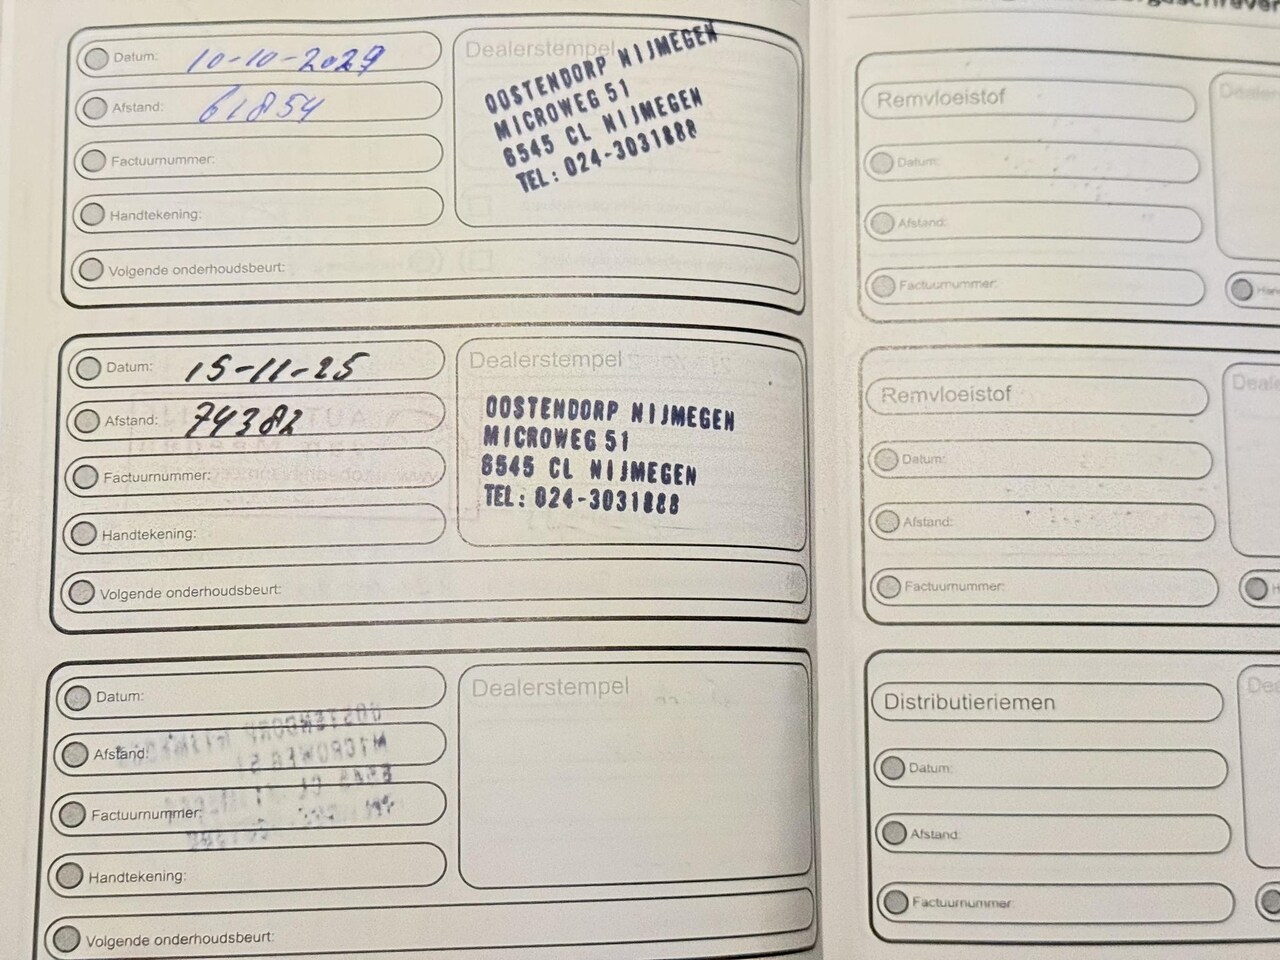 Datum: 10-10-2024
Afstand: 61854
Factuurnummer:
Handtekening:
Volgende onderhoudsbeurt:
Dealerstempel
OOSTENDORP NIJMEGEN
MICROWEG 51
6545 CL NIJMEGEN
TEL: 024-3031888
Datum: 15-11-25
Afstand: 74382
Factuurnummer:
Handtekening:
Volgende onderhoudsbeurt:
Dealerstempel
OOSTENDORP NIJMEGEN
MICROWEG 51
6545 CL NIJMEGEN
TEL: 024-3031888
Datum:
Afstand:
Factuurnummer:
Handtekening:
Volgende onderhoudsbeurt:
Dealerstempel
Remvloeistof
Datum:
Afstand:
Factuurnummer:
Remvloeistof
Datum:
Afstand:
Factuurnummer:
Distributieriemen
Datum:
Afstand:
Factuurnummer: